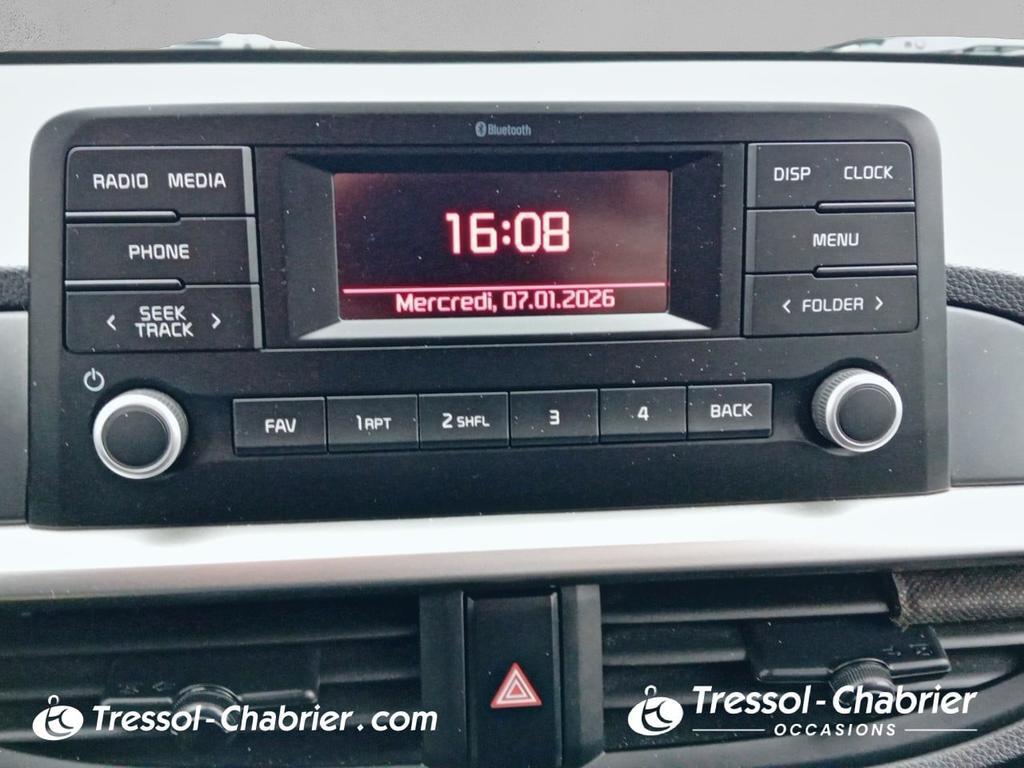 Bluetooth
RADIO MEDIA
DISP CLOCK
PHONE
16:08
MENU
SEEK
TRACK
Mercredi, 07.01.2026
FOLDER
FAV
1 RPT
2 SHFL
3
4
BACK
Tressol-Chabrier.com
Tressol-Chabrier
OCCASIONS